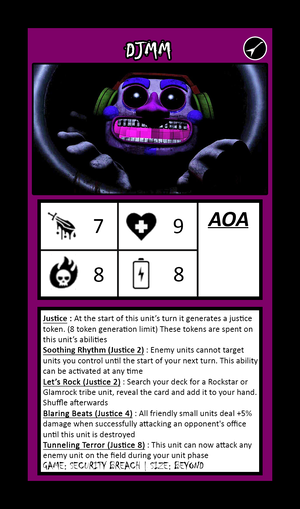 DJMM
7
9
AOA
8
8
Justice : At the start of this unit's turn it generates a justice
token. (8 token generation limit) These tokens are spent on
this unit's abilities
Soothing Rhythm (Justice 2) : Enemy units cannot target
units you control until the start of your next turn. This ability
can be activated at any time
Let's Rock (Justice 2) : Search your deck for a Rockstar or
Glamrock tribe unit, reveal the card and add it to your hand.
Shuffle afterwards
Blaring Beats (Justice 4) : All friendly small units deal +5%
damage when successfully attacking an opponent's office
until this unit is destroyed
Tunneling Terror (Justice 8) : This unit can now attack any
enemy unit on the field during your unit phase
GAME: SECURITY BREACH | SIZE: BEYOND